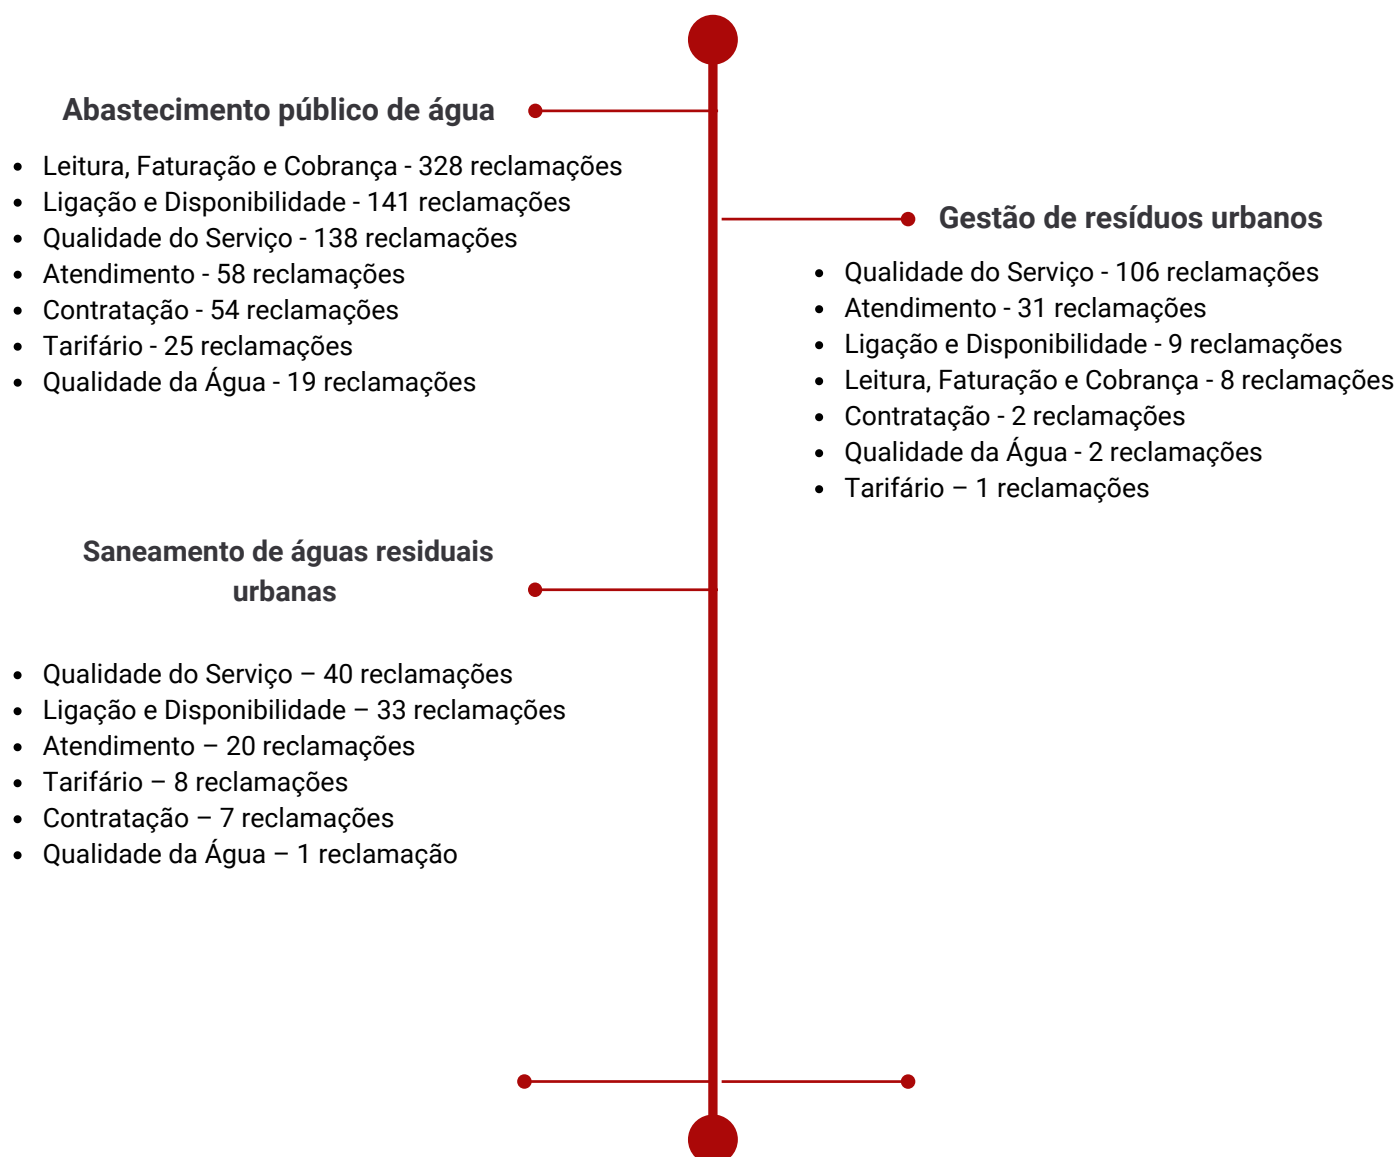 Abastecimento público de água
Leitura, Faturação e Cobrança - 328 reclamações
Ligação e Disponibilidade - 141 reclamações
Qualidade do Serviço - 138 reclamações
Atendimento - 58 reclamações
Contratação - 54 reclamações
Tarifário - 25 reclamações
Qualidade da Água - 19 reclamações
Gestão de resíduos urbanos
Qualidade do Serviço - 106 reclamações
Atendimento - 31 reclamações
Ligação e Disponibilidade - 9 reclamações
Leitura, Faturação e Cobrança - 8 reclamações
Contratação - 2 reclamações
Qualidade da Água - 2 reclamações
Tarifário – 1 reclamações
Saneamento de águas residuais
urbanas
Qualidade do Serviço – 40 reclamações
Ligação e Disponibilidade – 33 reclamações
Atendimento – 20 reclamações
Tarifário – 8 reclamações
Contratação – 7 reclamações
Qualidade da Água – 1 reclamação